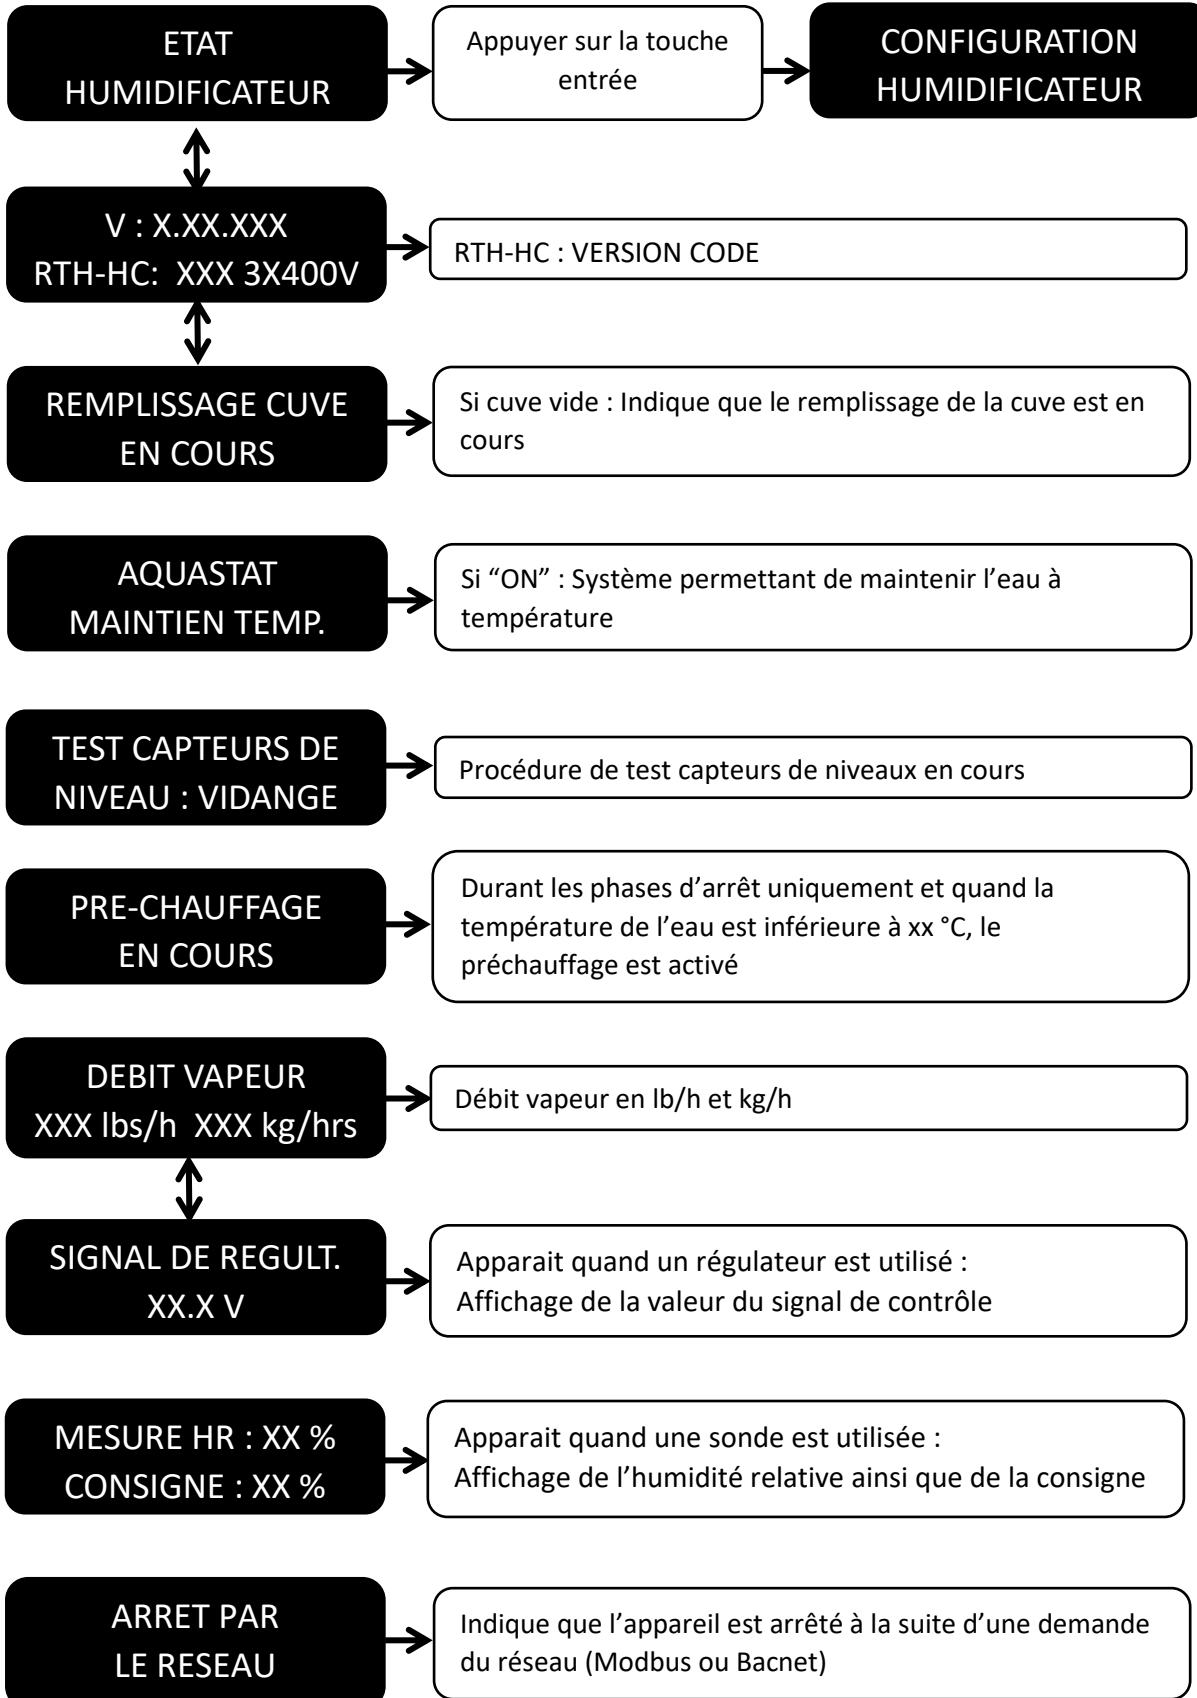 ETAT
HUMIDIFICATEUR
Appuyer sur la touche
entrée
CONFIGURATION
HUMIDIFICATEUR
V : X.XX.XXX
RTH-HC:  XXX 3X400V
RTH-HC : VERSION CODE
REMPLISSAGE CUVE
EN COURS
Si cuve vide : Indique que le remplissage de la cuve est en
cours
AQUASTAT
MAINTIEN TEMP.
Si “ON” : Système permettant de maintenir l’eau à
température
TEST CAPTEURS DE
NIVEAU : VIDANGE
Procédure de test capteurs de niveaux en cours
PRE-CHAUFFAGE
EN COURS
Durant les phases d’arrêt uniquement et quand la
température de l’eau est inférieure à xx °C, le
préchauffage est activé
DEBIT VAPEUR
XXX lbs/h  XXX kg/hrs
Débit vapeur en lb/h et kg/h
SIGNAL DE REGULT.
XX.X V
Apparait quand un régulateur est utilisé :
Affichage de la valeur du signal de contrôle
MESURE HR : XX %
CONSIGNE : XX %
Apparait quand une sonde est utilisée :
Affichage de l’humidité relative ainsi que de la consigne
ARRET PAR
LE RESEAU
Indique que l’appareil est arrêté à la suite d’une demande
du réseau (Modbus ou Bacnet)